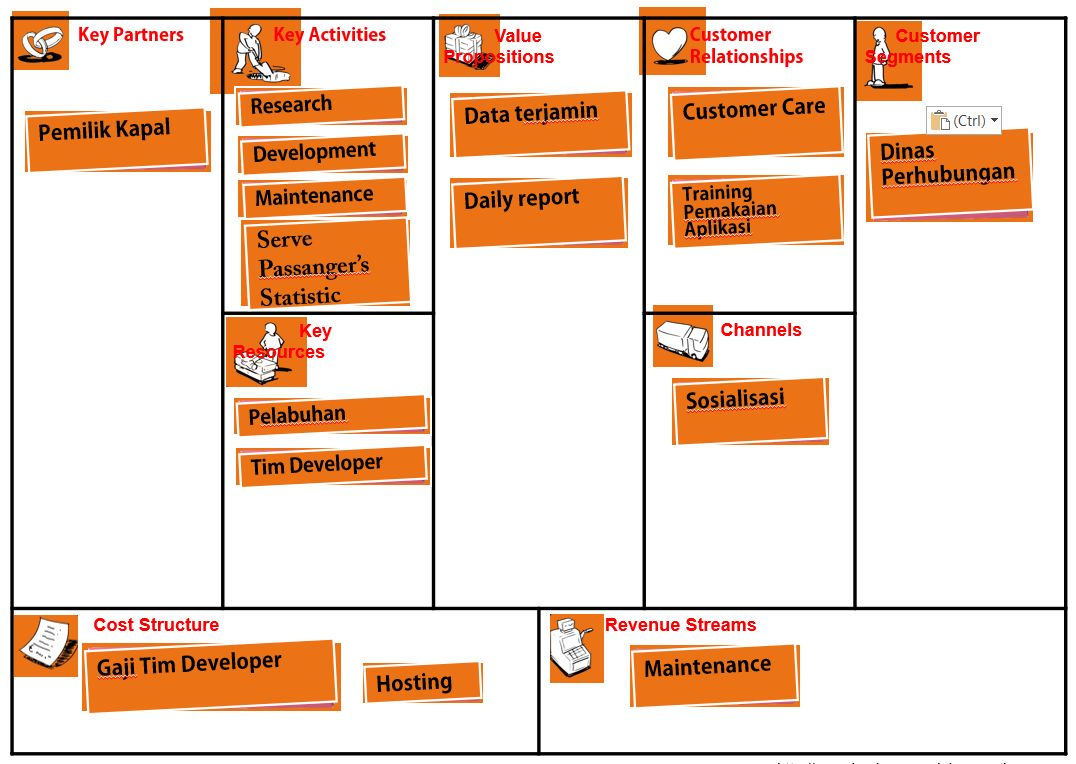 Key Partners
Pemilik Kapal
Key Activities
Research
Development
Maintenance
Serve
Passanger's
Statistic
Key
Resources
Pelabuhan
Tim Developer
Value
Propositions
Data terjamin
Daily report
Customer
Relationships
Customer Care
Training
Pemakaian
Aplikasi
Channels
Sosialisasi
Customer
Segments
(Ctrl)
Dinas
Perhubungan
Cost Structure
Gaji Tim Developer
Hosting
Revenue Streams
Maintenance